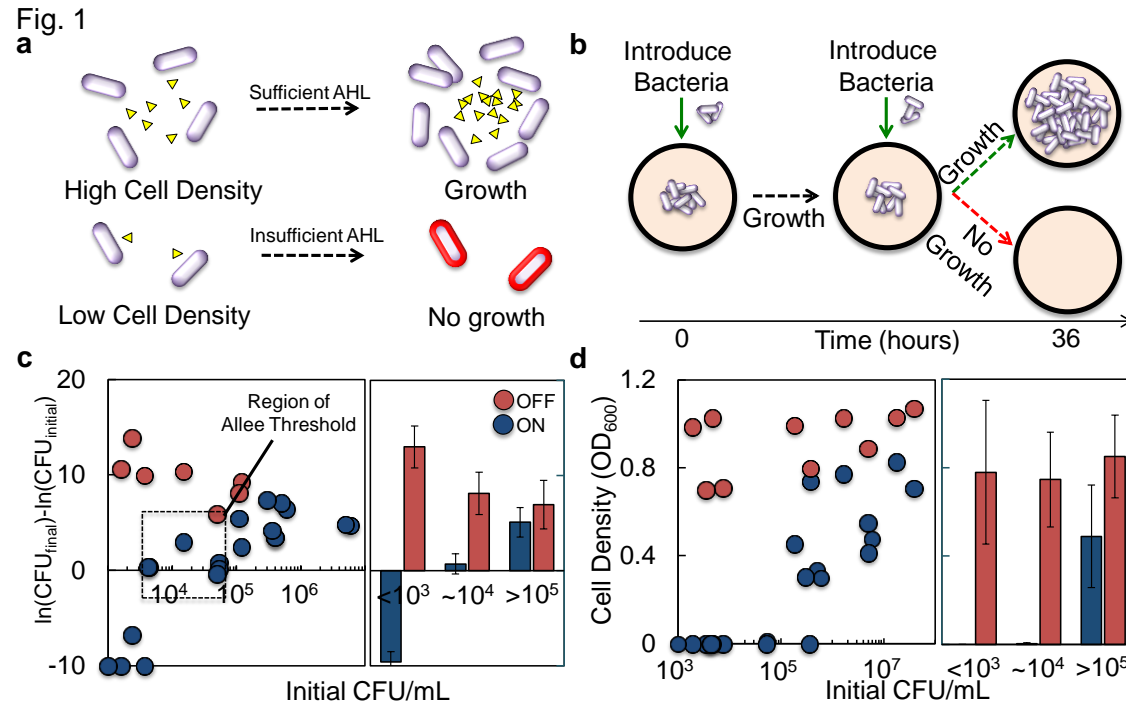 Fig. 1
a
Sufficient AHL
High Cell Density
Growth
Insufficient AHL
Low Cell Density
No growth
b
Introduce
Bacteria
Introduce
Bacteria
Growth
Growth
No
Growth
0
Time (hours)
36
c
ln(CFUfinal)-ln(CFUinitial)
20
10
0
-10
Region of
Allee Threshold
OFF
ON
10⁴
10⁵
10⁶
<10³
~10⁴
>10⁵
Initial CFU/mL
d
Cell Density (OD₆₀₀)
1.2
0.8
0.4
0
10³
10⁵
10⁷
<10³
~10⁴
>10⁵
Initial CFU/mL